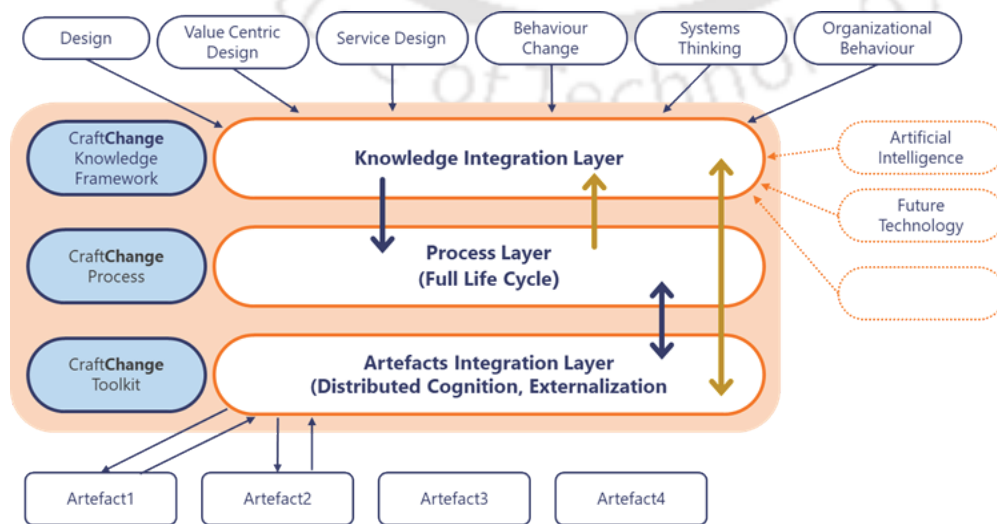 of Technolo
Design
Value Centric
Design
Service Design
Behaviour
Change
Systems
Thinking
Organizational
Behaviour
CraftChange
Knowledge
Framework
Knowledge Integration Layer
Artificial
Intelligence
Future
Technology
CraftChange
Process
Process Layer
(Full Life Cycle)
CraftChange
Toolkit
Artefacts Integration Layer
(Distributed Cognition, Externalization
Artefact1
Artefact2
Artefact3
Artefact4